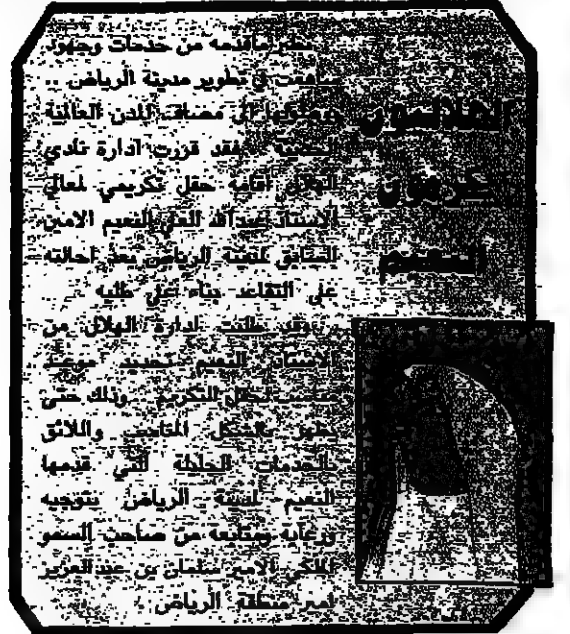 الهلاليون
يكرمون
النعيم
نظير ماقدمه من خدمات وجهود
ساهمت في تطوير مدينة الرياض ..
الى مصاف المدن العالمية
فقد قررت ادارة نادي
الهلال اقامة حفل تكريمي لمعالي
الاستاذ عبدالله العلي النعيم الامين
السابق لمدينة الرياض بعد احالته
على التقاعد بناء على طلبه
وقد طلبت ادارة الهلال من
الاستاذ النعيم تحديد موعد
مناسب لحفل التكريم وذلك حتى
يظهر بالشكل المناسب واللائق
بالخدمات الجليلة التي قدمها
النعيم لمدينة الرياض بتوجيه
ورعاية ومتابعة من صاحب السمو
الملكي الامير سلمان بن عبدالعزيز
امير منطقة الرياض .